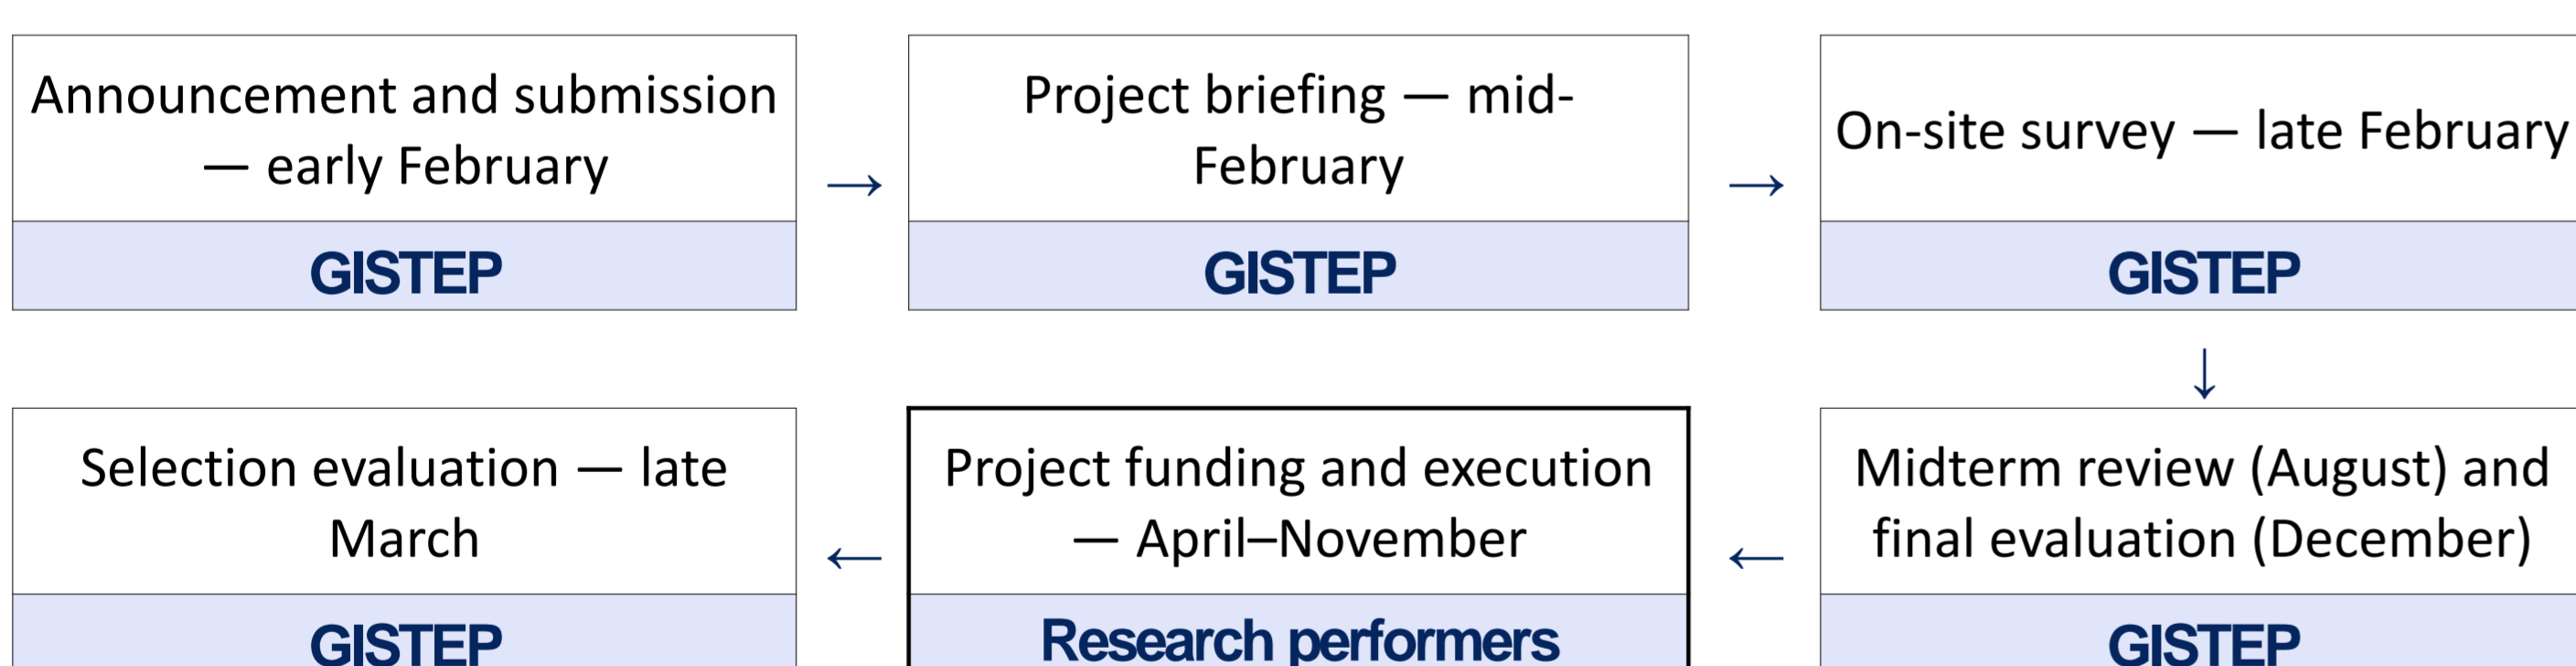 Announcement and submission
— early February
GISTEP
→
Project briefing — mid-
February
GISTEP
→
On-site survey — late February
GISTEP
↓
Selection evaluation — late
March
GISTEP
←
Project funding and execution
— April–November
Research performers
←
Midterm review (August) and
final evaluation (December)
GISTEP